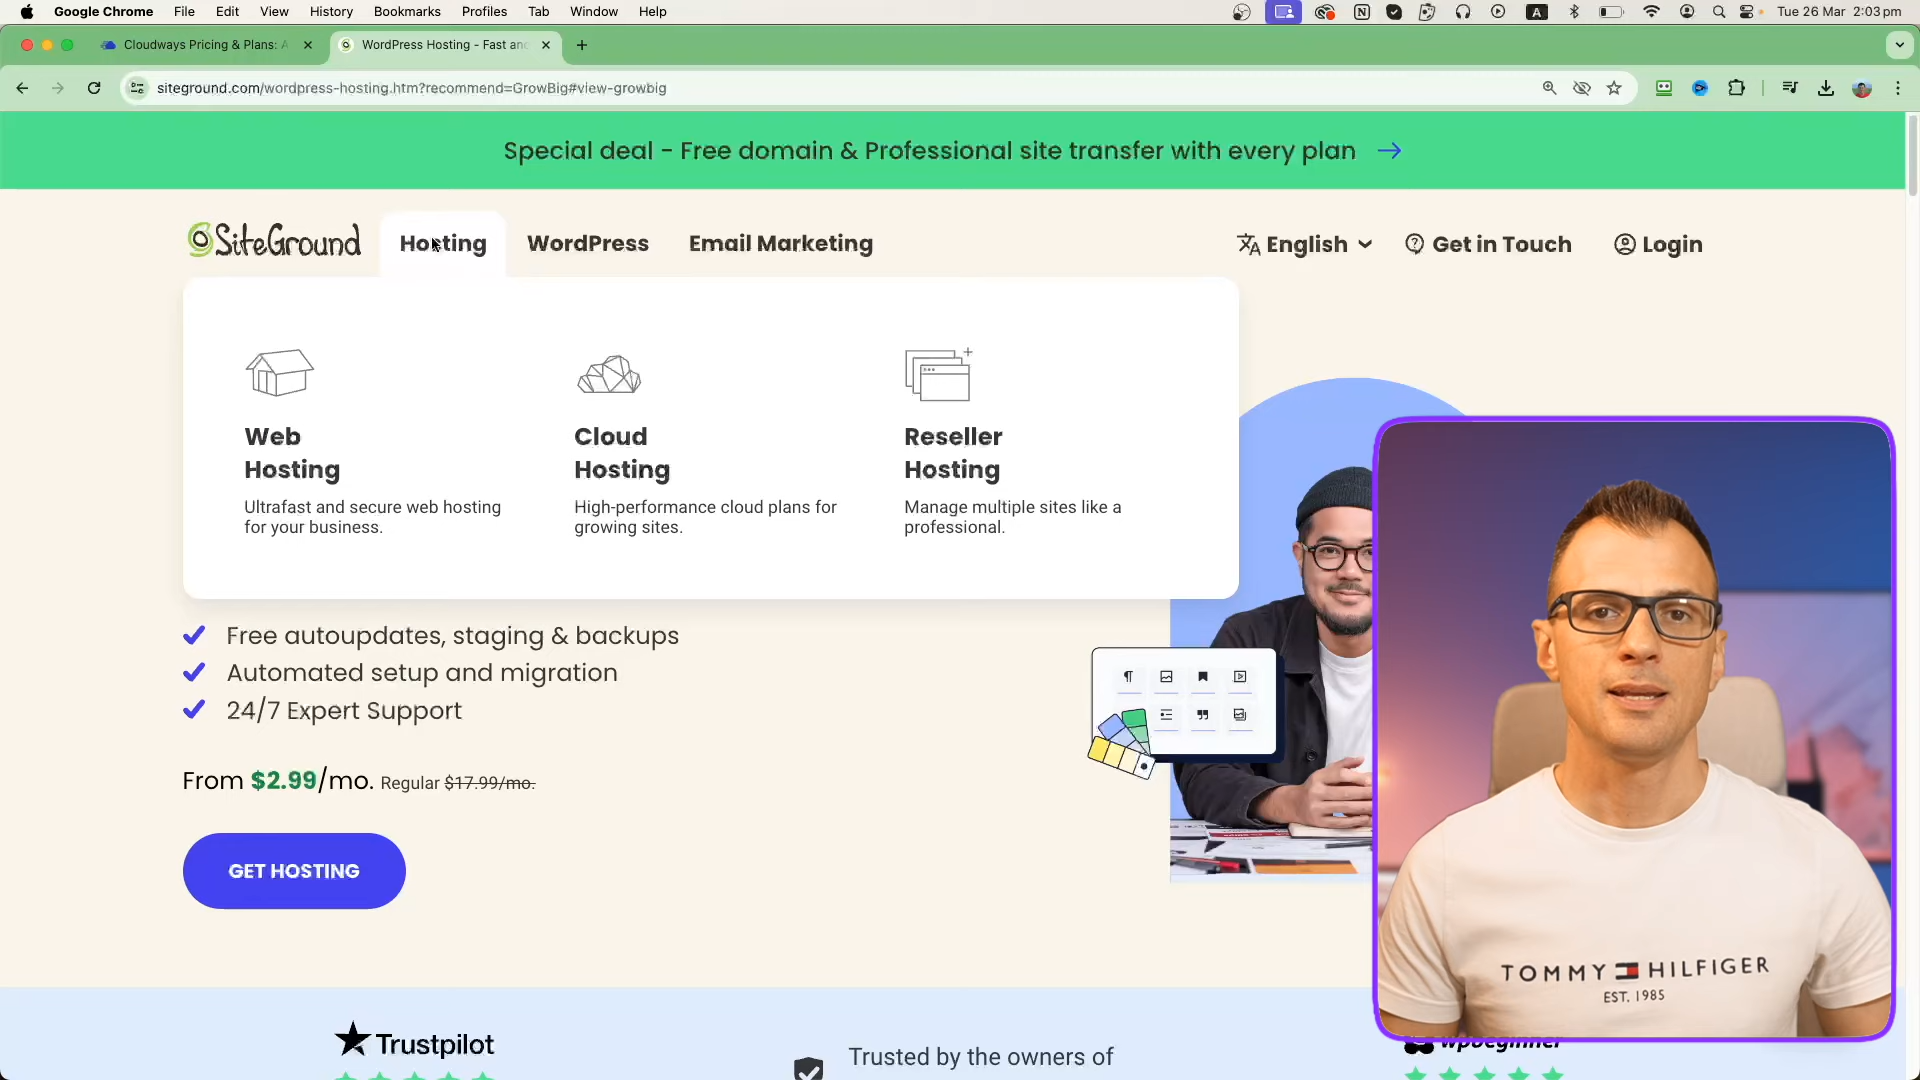 Google Chrome File Edit View History Bookmarks Profiles Tab Window Help
A
Tue 26 Mar 2:03 pm
Cloudways Pricing & Plans: A
WordPress Hosting - Fast an
siteground.com/wordpress-hosting.htm?recommend=GrowBig#view-growbig
Special deal - Free domain & Professional site transfer with every plan
SiteGround Hosting WordPress Email Marketing English Get in Touch Login
Web
Hosting
Ultrafast and secure web hosting
for your business.
Cloud
Hosting
High-performance cloud plans for
growing sites.
Reseller
Hosting
Manage multiple sites like a
professional.
Free autoupdates, staging & backups
Automated setup and migration
24/7 Expert Support
From $2.99/mo. Regular $17.99/mo.
GET HOSTING
TOMMY HILFIGER
EST. 1985
Trustpilot
Trusted by the owners of
wpbeginner